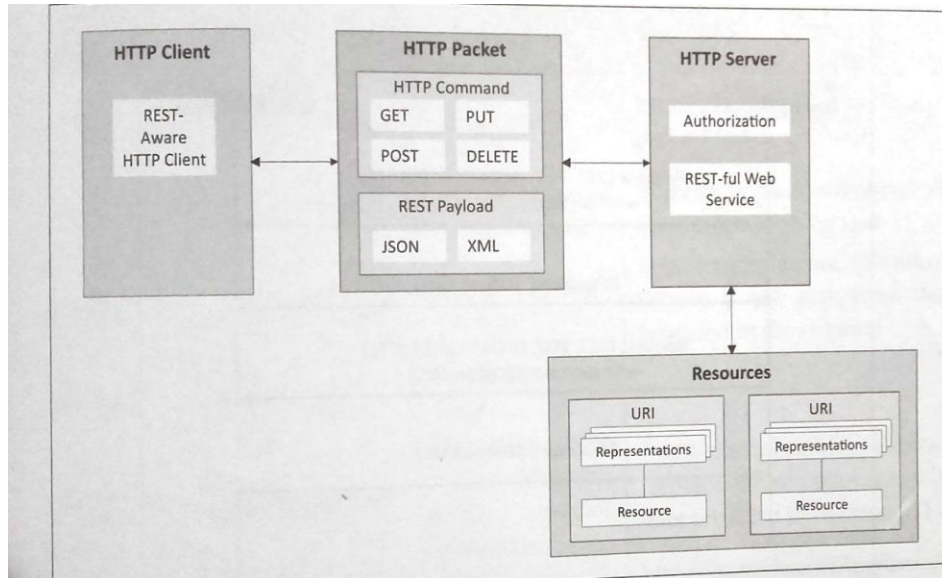 HTTP Client
REST-
Aware
HTTP Client
HTTP Packet
HTTP Command
GET
PUT
POST
DELETE
REST Payload
JSON
XML
HTTP Server
Authorization
REST-ful Web
Service
Resources
URI
Representations
Resource
URI
Representations
Resource